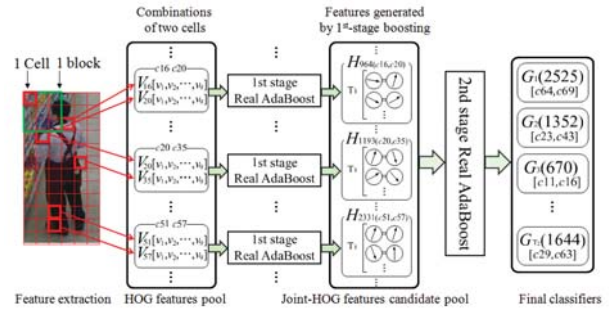 Combinations
of two cells
Features generated
by 1st-stage boosting
1 Cell
1 block
c16 c20
V16[v1,v2,···,v8]
V20[v1,v2,···,v8]
1st stage
Real AdaBoost
H964(c16,c20)
T1
c20 c35
V20[v1,v2,···,v8]
V35[v1,v2,···,v8]
1st stage
Real AdaBoost
H1193(c20,c35)
T1
c51 c57
V51[v1,v2,···,v8]
V57[v1,v2,···,v8]
1st stage
Real AdaBoost
H2331(c51,c57)
T1
2nd stage Real AdaBoost
G1(2525)
[c64,c69]
G2(1352)
[c23,c43]
G3(670)
[c11,c16]
GT2(1644)
[c29,c63]
Feature extraction
HOG features pool
Joint-HOG features candidate pool
Final classifiers